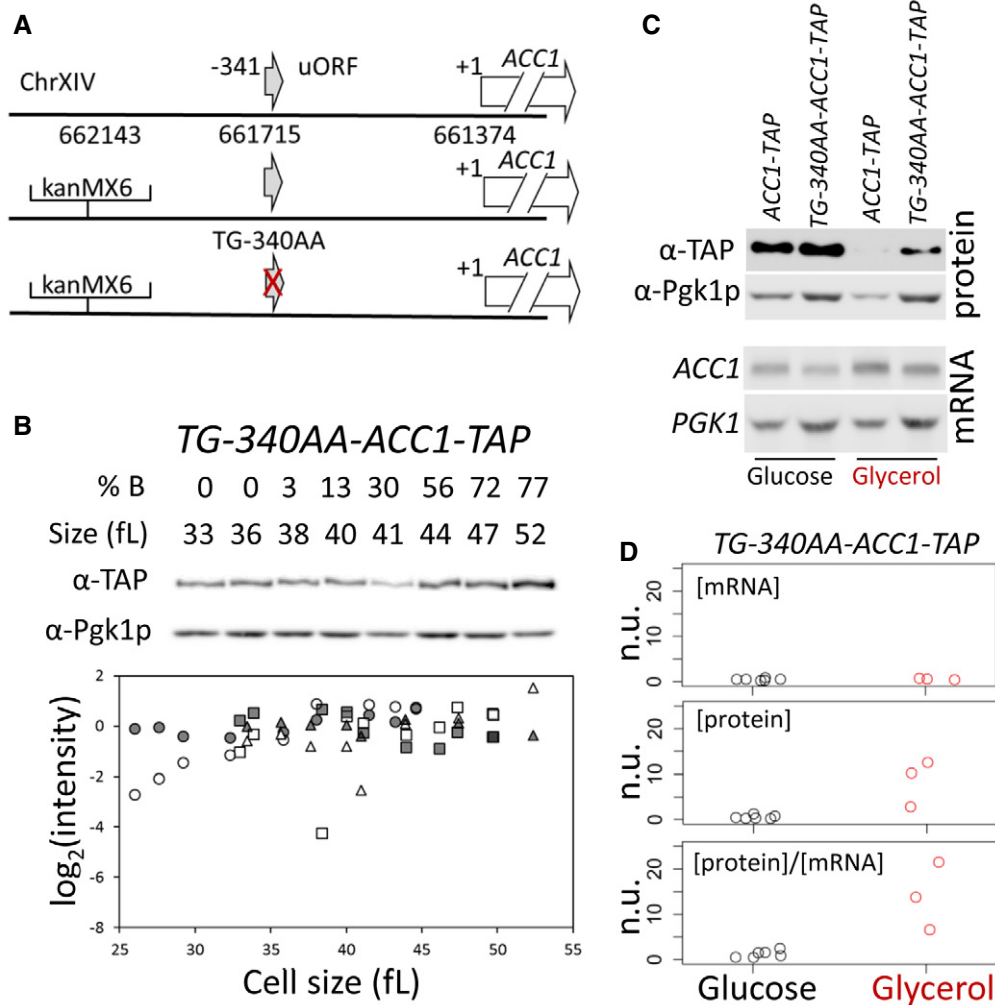 A
ChrXIV
-341
uORF
+1
ACC1
662143
661715
661374
kanMX6
+1
ACC1
TG-340AA
kanMX6
+1
ACC1
B
TG-340AA-ACC1-TAP
% B 0 0 3 13 30 56 72 77
Size (fL) 33 36 38 40 41 44 47 52
α-TAP
α-Pgk1p
log2(intensity)
2
0
-2
-4
-6
-8
25 30 35 40 45 50 55
Cell size (fL)
C
ACC1-TAP
TG-340AA-ACC1-TAP
ACC1-TAP
TG-340AA-ACC1-TAP
α-TAP
α-Pgk1p
protein
ACC1
PGK1
mRNA
Glucose Glycerol
D
TG-340AA-ACC1-TAP
[mRNA]
n.u.
0 10 20
[protein]
n.u.
0 10 20
[protein]/[mRNA]
n.u.
0 10 20
Glucose Glycerol